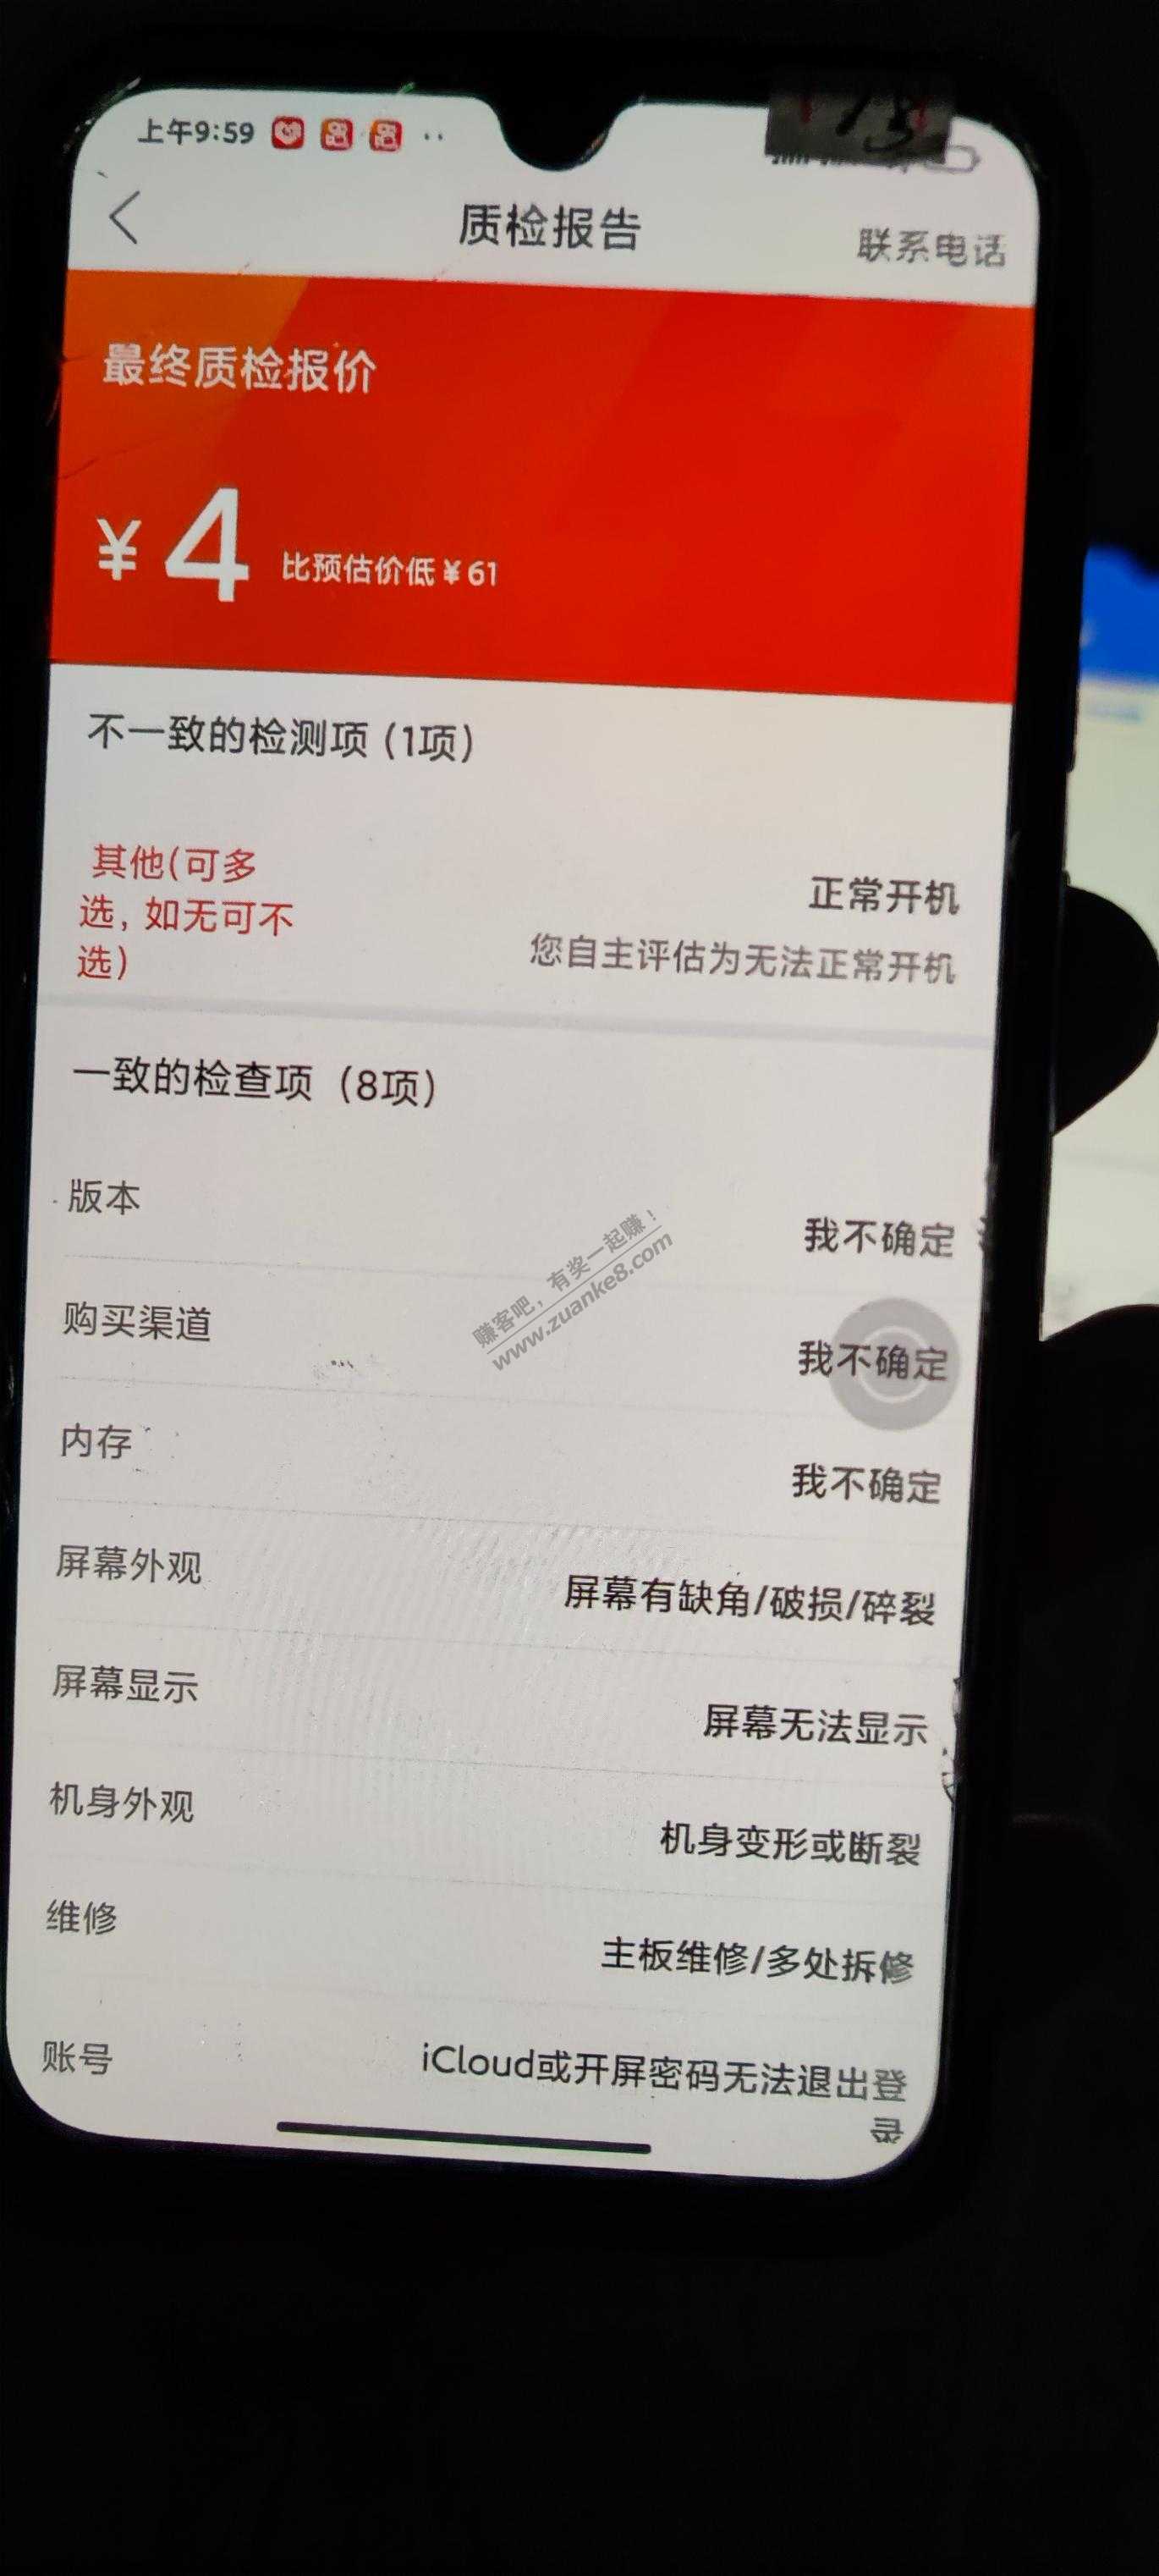 上午9:59
质检报告
联系电话
最终质检报价
¥4 比预估价低¥61
不一致的检测项 (1项)
其他(可多
选, 如无可不
选)
正常开机
您自主评估为无法正常开机
一致的检查项（8项）
版本
我不确定
购买渠道
我不确定
内存
我不确定
屏幕外观
屏幕有缺角/破损/碎裂
屏幕显示
屏幕无法显示
机身外观
机身变形或断裂
维修
主板维修/多处拆修
账号
iCloud或开屏密码无法退出登
赚客吧，有奖一起赚！
www.zuanke8.com